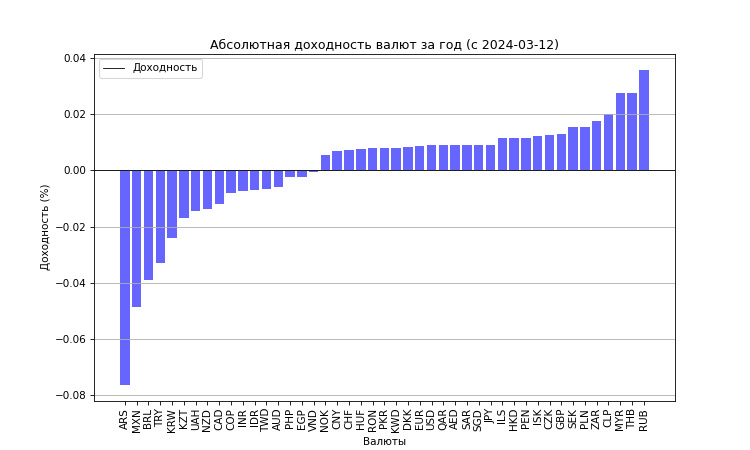 Абсолютная доходность валют за год (с 2024-03-12)
Доходность
0.04
0.02
0.00
−0.02
−0.04
−0.06
−0.08
Доходность (%)
ARS MXN BRL TRY KRW KZT UAH NZD CAD COP INR IDR TWD AUD PHP EGP VND NOK CNY CHF HUF RON PKR KWD DKK EUR USD QAR AED SAR SGD JPY ILS HKD PEN ISK CZK GBP SEK PLN ZAR CLP MYR THB RUB
Валюты